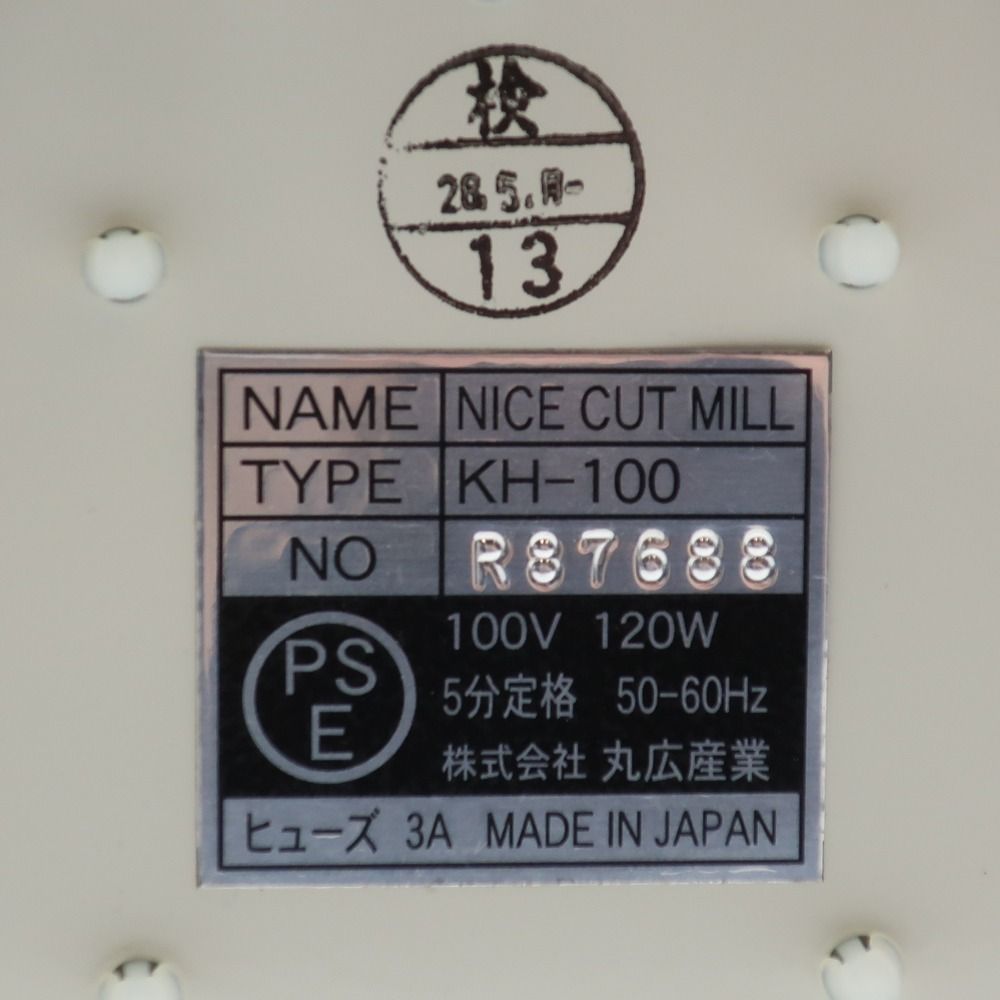 検
28.5.月-
13
NAME NICE CUT MILL
TYPE KH-100
NO R87688
PS
E
100V 120W
5分定格 50-60Hz
株式会社 丸広産業
ヒューズ 3A MADE IN JAPAN